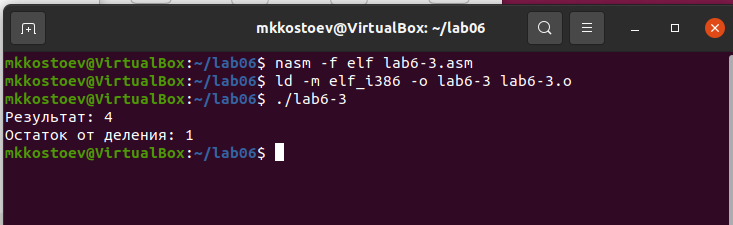 mkkostoev@VirtualBox: ~/lab06
mkkostoev@VirtualBox:~/lab06$ nasm -f elf lab6-3.asm
mkkostoev@VirtualBox:~/lab06$ ld -m elf_i386 -o lab6-3 lab6-3.o
mkkostoev@VirtualBox:~/lab06$ ./lab6-3
Результат: 4
Остаток от деления: 1
mkkostoev@VirtualBox:~/lab06$